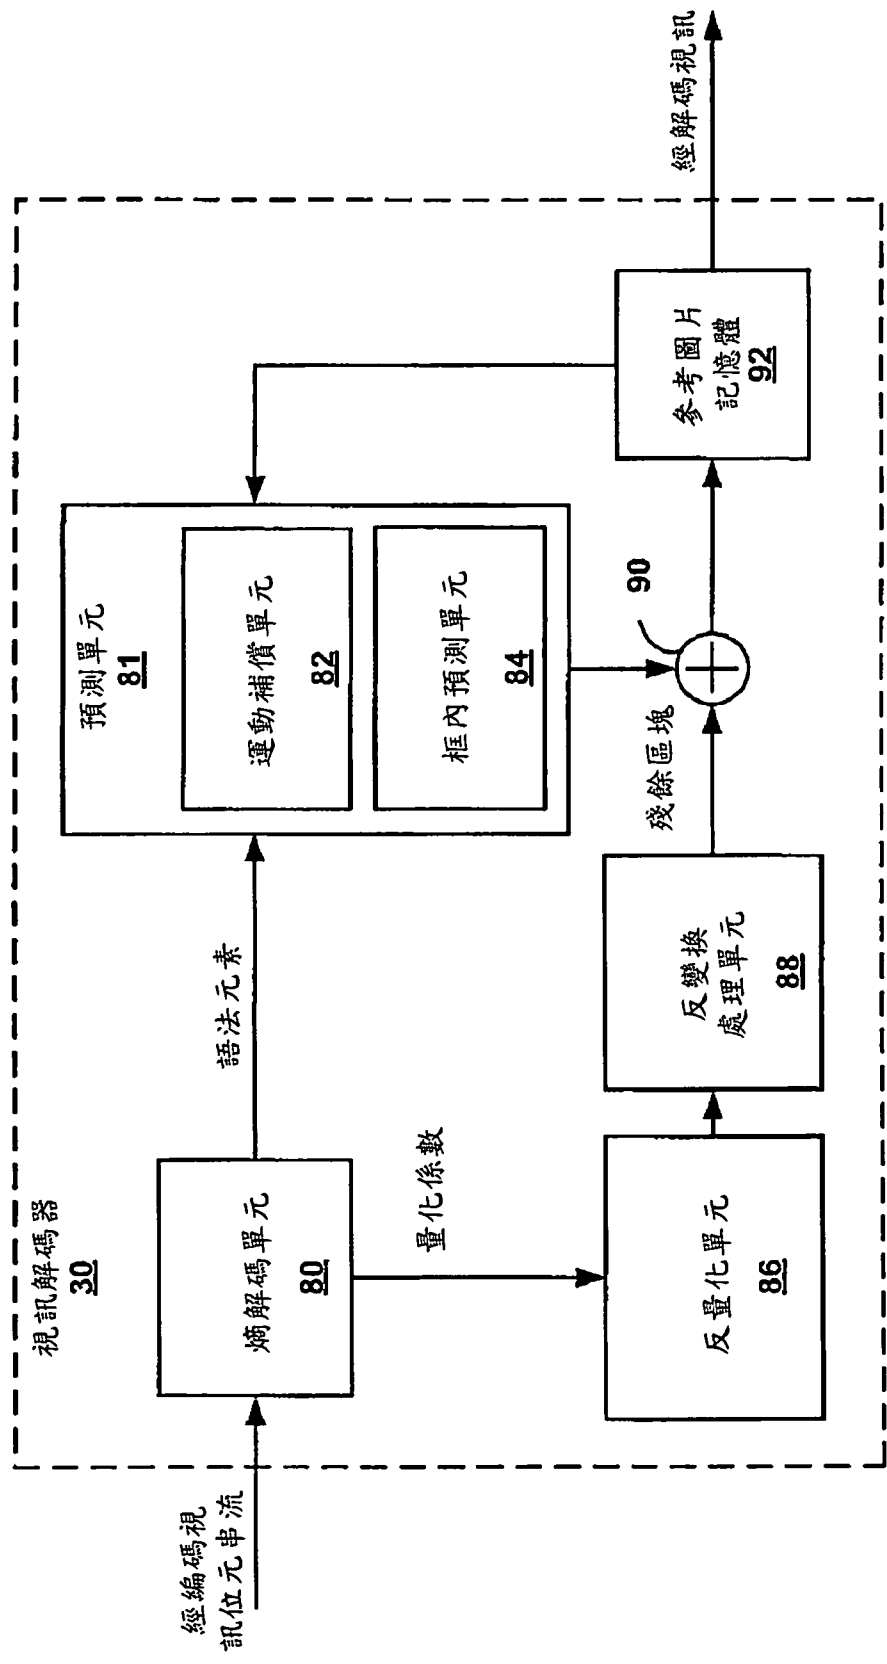 視訊解碼器
30
經編碼視
訊位元串流
熵解碼單元
80
語法元素
預測單元
81
運動補償單元
82
框內預測單元
84
量化係數
反量化單元
86
反變換
處理單元
88
殘餘區塊
90
參考圖片
記憶體
92
經解碼視訊